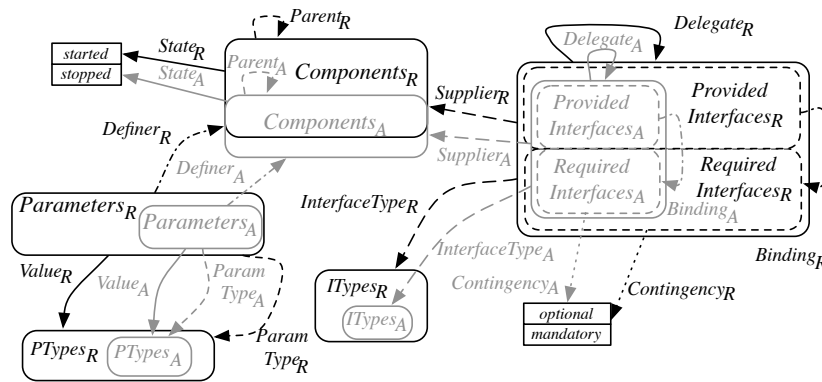 Parent_R
Delegate_R
Delegate_A
started
stopped
State_R
State_A
Parent_A
Components_R
Components_A
Supplier_R
Supplier_A
Provided
Interfaces_A
Provided
Interfaces_R
Required
Interfaces_A
Required
Interfaces_R
Definer_R
Definer_A
Parameters_R
Parameters_A
InterfaceType_R
InterfaceType_A
Binding_A
Binding_R
Value_R
Value_A
Param
Type_A
Param
Type_R
ITypes_R
ITypes_A
Contingency_A
Contingency_R
optional
mandatory
PTypes_R
PTypes_A